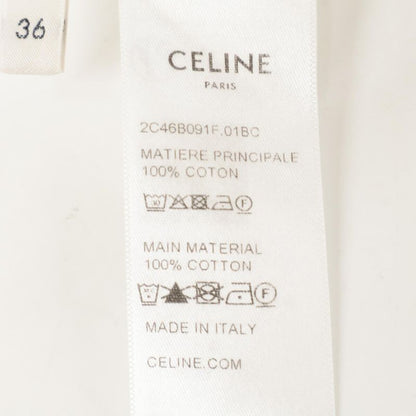 36
CELINE
PARIS
2C46B091F.01BC
MATIERE PRINCIPALE
100% COTON
MAIN MATERIAL
100% COTTON
MADE IN ITALY
CELINE.COM